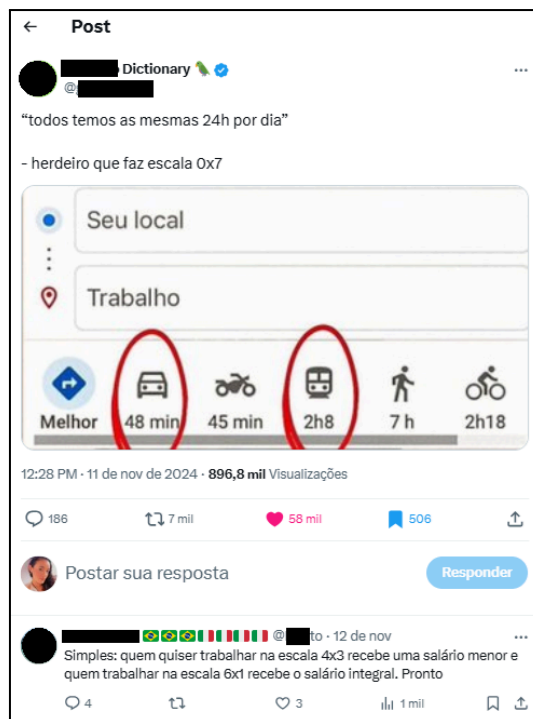 Post
Dictionary
@
“todos temos as mesmas 24h por dia”
- herdeiro que faz escala 0x7
Seu local
Trabalho
Melhor 48 min 45 min 2h8 7 h 2h18
12:28 PM · 11 de nov de 2024 · 896,8 mil Visualizações
186 7 mil 58 mil 506
Postar sua resposta Responder
@ to · 12 de nov
Simples: quem quiser trabalhar na escala 4x3 recebe uma salário menor e
quem trabalhar na escala 6x1 recebe o salário integral. Pronto
4 3 1 mil